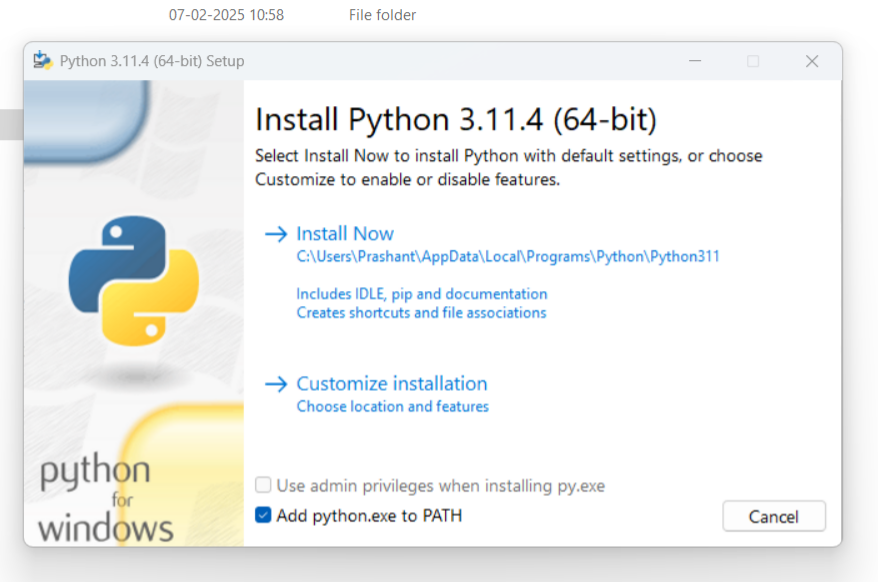 07-02-2025 10:58 File folder
Python 3.11.4 (64-bit) Setup
Install Python 3.11.4 (64-bit)
Select Install Now to install Python with default settings, or choose
Customize to enable or disable features.
→ Install Now
C:\Users\Prashant\AppData\Local\Programs\Python\Python311
Includes IDLE, pip and documentation
Creates shortcuts and file associations
→ Customize installation
Choose location and features
python
for
windows
Use admin privileges when installing py.exe
Add python.exe to PATH
Cancel